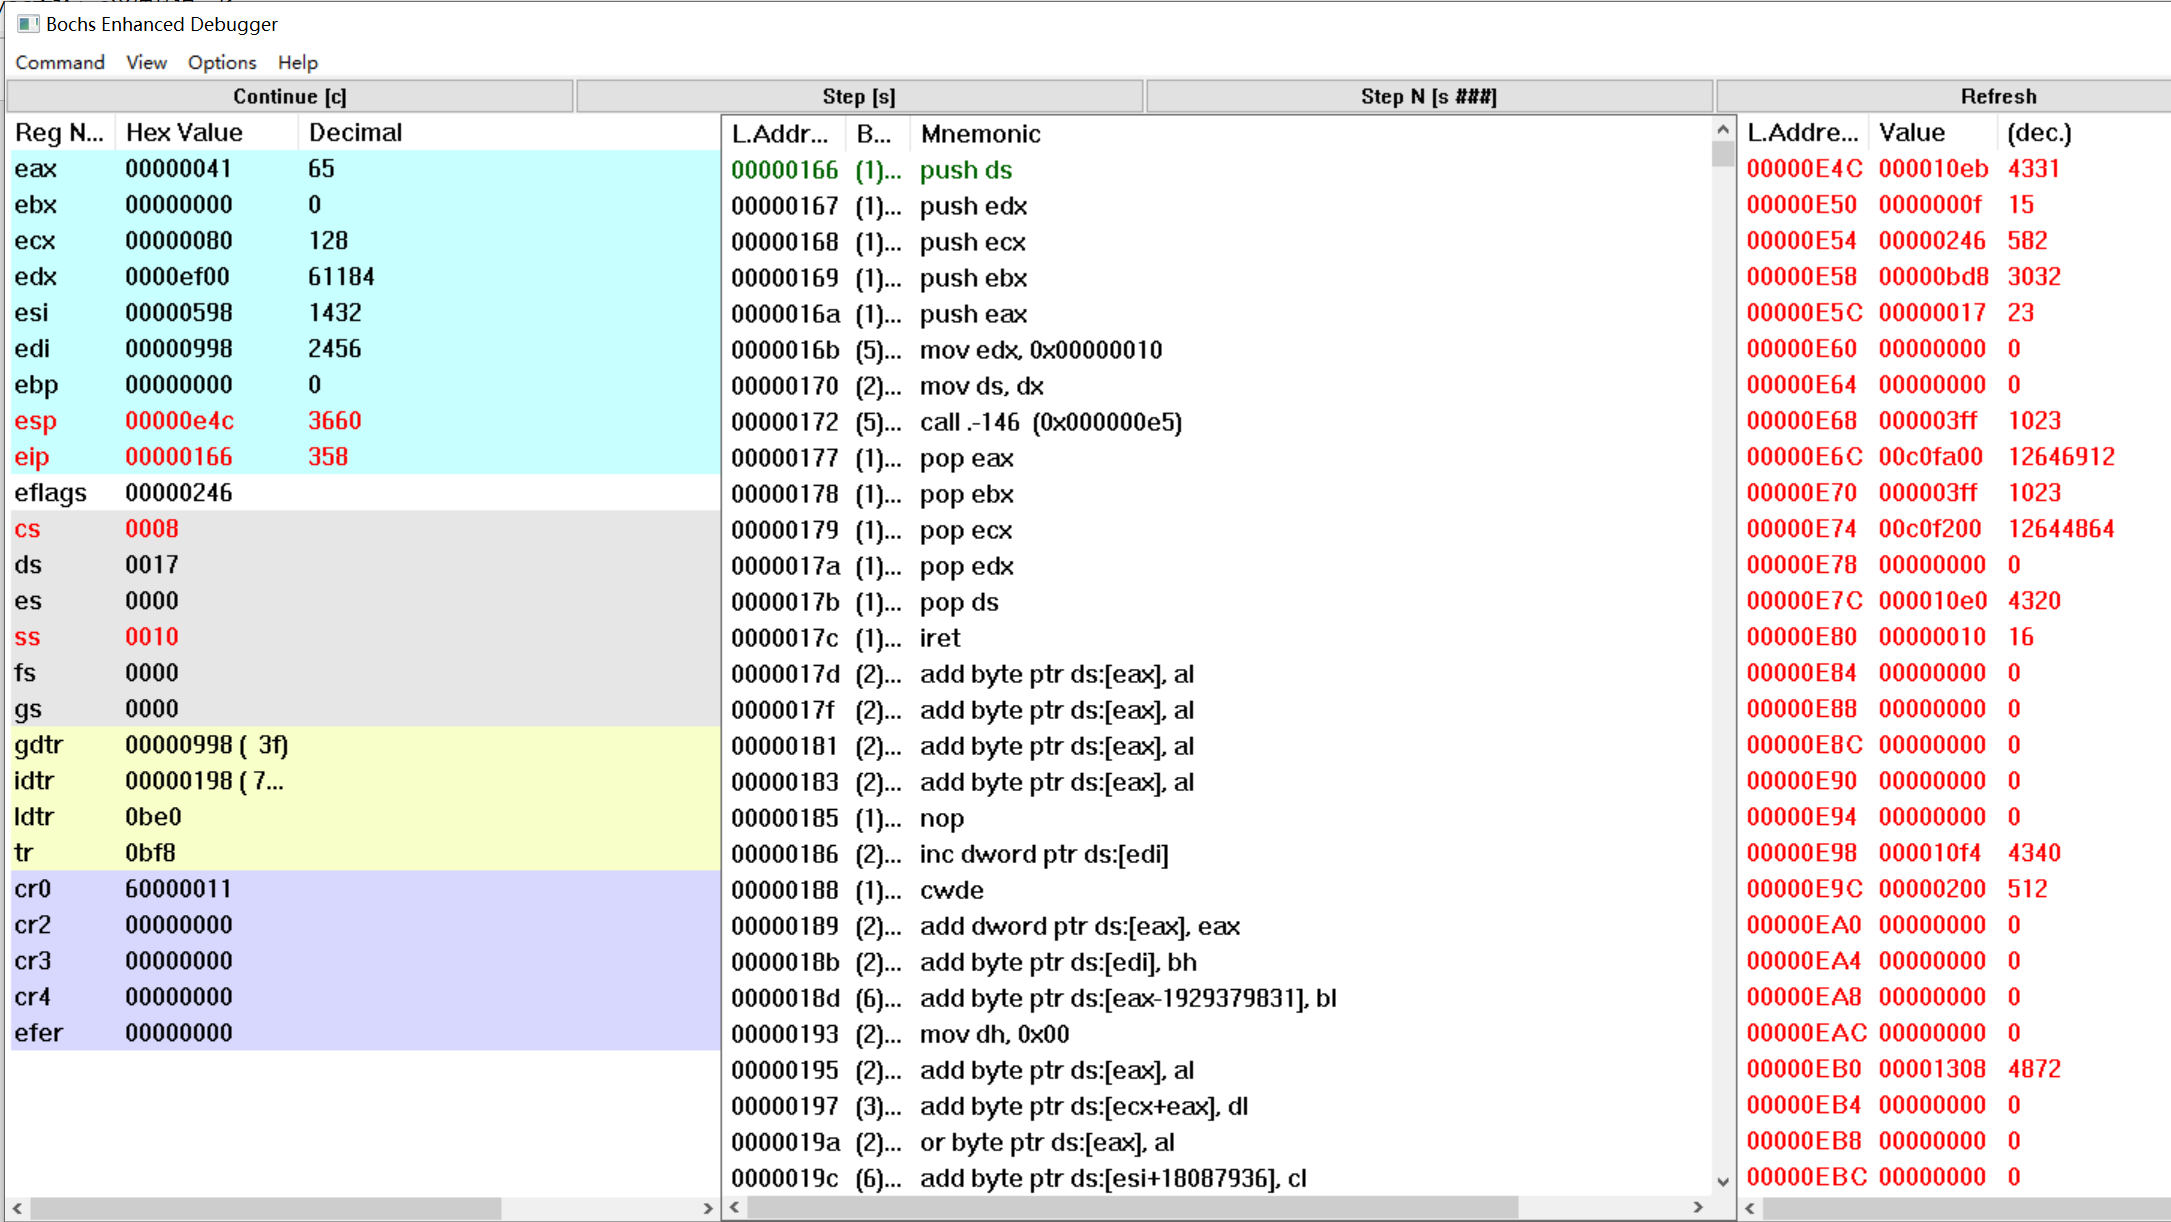 Bochs Enhanced Debugger
Command View Options Help
Continue [c] Step [s] Step N [s ###] Refresh
Reg N... Hex Value Decimal
eax 00000041 65
ebx 00000000 0
ecx 00000080 128
edx 0000ef00 61184
esi 00000598 1432
edi 00000998 2456
ebp 00000000 0
esp 00000e4c 3660
eip 00000166 358
eflags 00000246
cs 0008
ds 0017
es 0000
ss 0010
fs 0000
gs 0000
gdtr 00000998 ( 3f)
idtr 00000198 ( 7...
ldtr 0be0
tr 0bf8
cr0 60000011
cr2 00000000
cr3 00000000
cr4 00000000
efer 00000000
L.Addr... B... Mnemonic
00000166 (1)... push ds
00000167 (1)... push edx
00000168 (1)... push ecx
00000169 (1)... push ebx
0000016a (1)... push eax
0000016b (5)... mov edx, 0x00000010
00000170 (2)... mov ds, dx
00000172 (5)... call .-146 (0x000000e5)
00000177 (1)... pop eax
00000178 (1)... pop ebx
00000179 (1)... pop ecx
0000017a (1)... pop edx
0000017b (1)... pop ds
0000017c (1)... iret
0000017d (2)... add byte ptr ds:[eax], al
0000017f (2)... add byte ptr ds:[eax], al
00000181 (2)... add byte ptr ds:[eax], al
00000183 (2)... add byte ptr ds:[eax], al
00000185 (1)... nop
00000186 (2)... inc dword ptr ds:[edi]
00000188 (1)... cwde
00000189 (2)... add dword ptr ds:[eax], eax
0000018b (2)... add byte ptr ds:[edi], bh
0000018d (6)... add byte ptr ds:[eax-1929379831], bl
00000193 (2)... mov dh, 0x00
00000195 (2)... add byte ptr ds:[eax], al
00000197 (3)... add byte ptr ds:[ecx+eax], dl
0000019a (2)... or byte ptr ds:[eax], al
0000019c (6)... add byte ptr ds:[esi+18087936], cl
L.Addre... Value (dec.)
00000E4C 000010eb 4331
00000E50 0000000f 15
00000E54 00000246 582
00000E58 00000bd8 3032
00000E5C 00000017 23
00000E60 00000000 0
00000E64 00000000 0
00000E68 000003ff 1023
00000E6C 00c0fa00 12646912
00000E70 000003ff 1023
00000E74 00c0f200 12644864
00000E78 00000000 0
00000E7C 000010e0 4320
00000E80 00000010 16
00000E84 00000000 0
00000E88 00000000 0
00000E8C 00000000 0
00000E90 00000000 0
00000E94 00000000 0
00000E98 000010f4 4340
00000E9C 00000200 512
00000EA0 00000000 0
00000EA4 00000000 0
00000EA8 00000000 0
00000EAC 00000000 0
00000EB0 00001308 4872
00000EB4 00000000 0
00000EB8 00000000 0
00000EBC 00000000 0